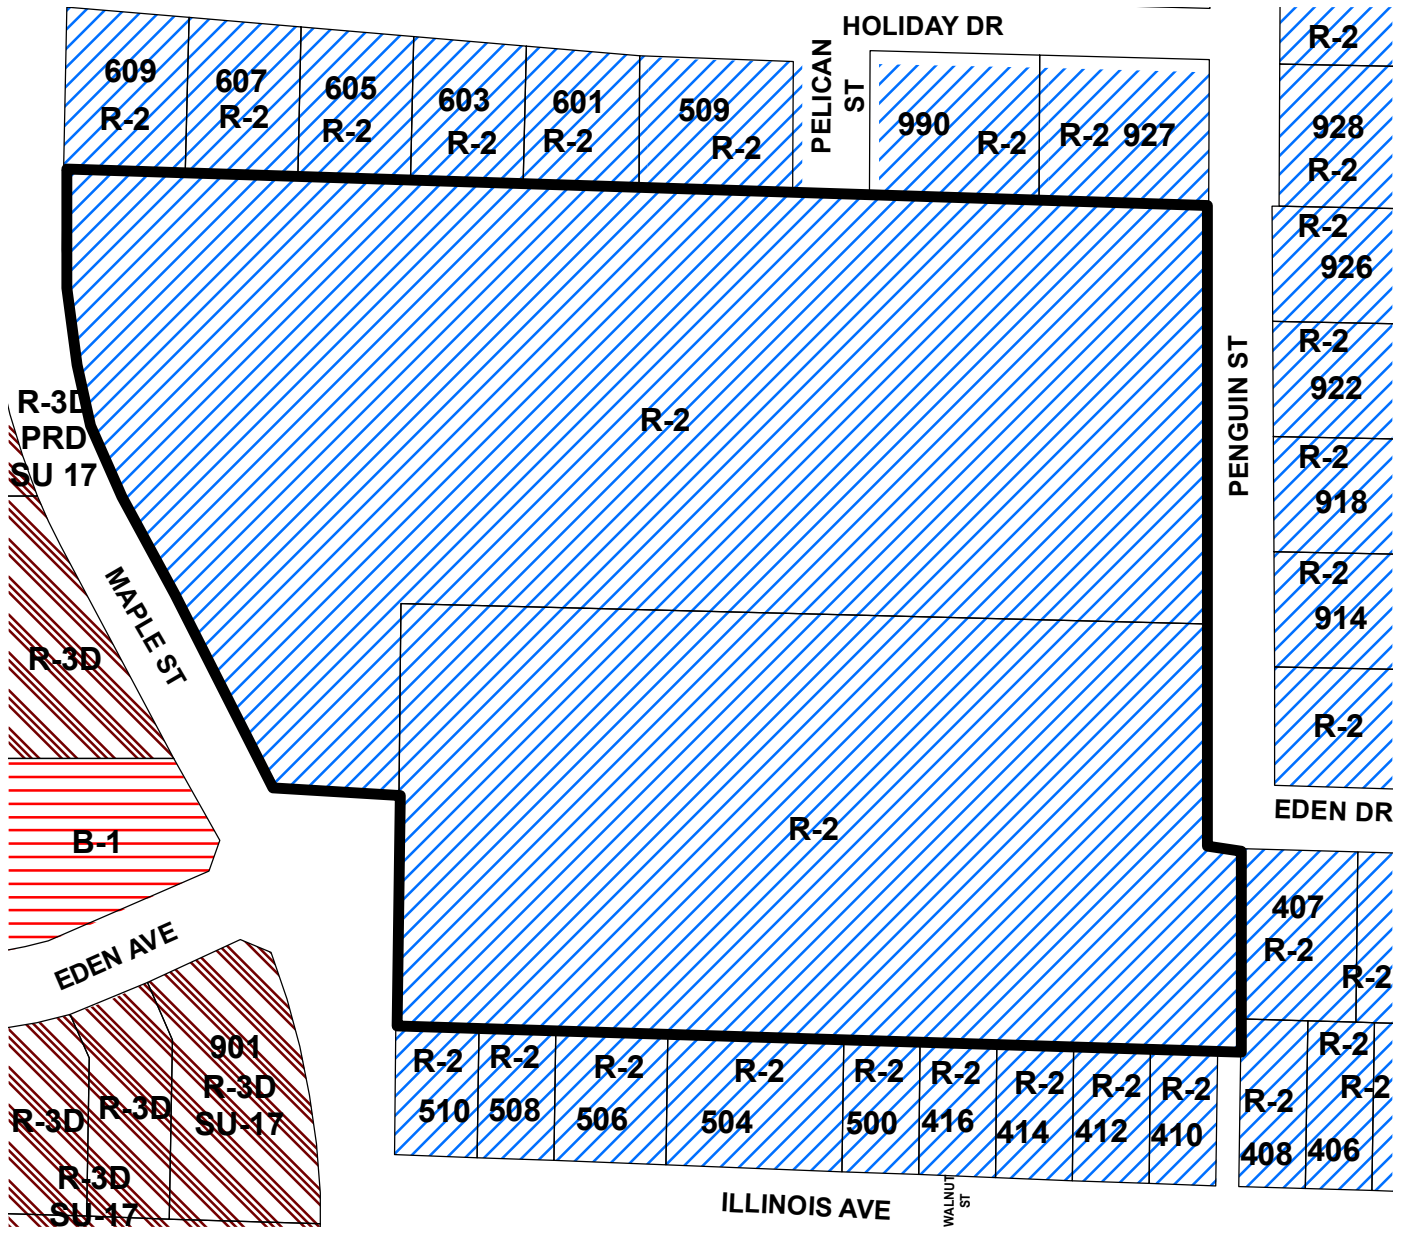 HOLIDAY DR
PELICAN
ST
R-2
609
R-2
607
R-2
605
R-2
603
R-2
601
R-2
509
R-2
990
R-2
R-2 927
928
R-2
R-2
926
R-2
922
R-2
918
R-2
914
R-2
PENGUIN ST
R-2
R-3D
PRD
SU 17
MAPLE ST
R-3D
B-1
R-2
EDEN DR
EDEN AVE
407
R-2
R-2
901
R-3D
SU-17
R-3D
R-3D
R-3D
SU-17
R-2
510
R-2
508
R-2
506
R-2
504
R-2
500
R-2
416
R-2
414
R-2
412
R-2
410
R-2
408
R-2
406
R-2
ILLINOIS AVE
WALNUT
ST